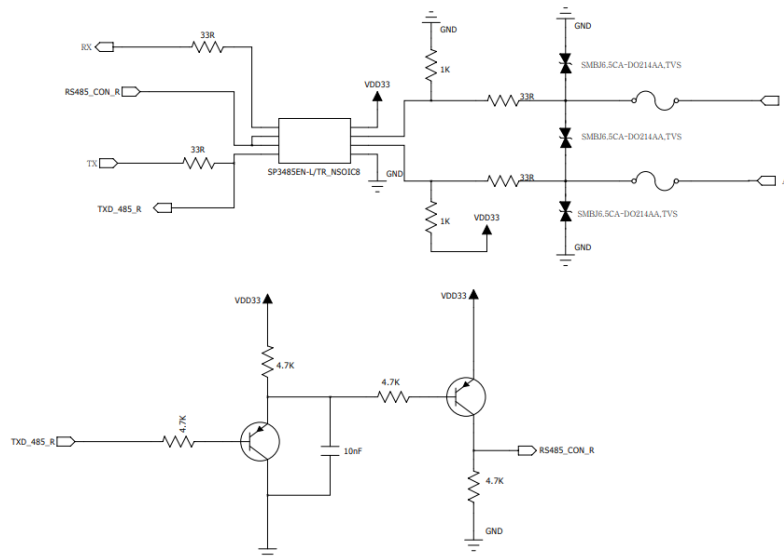 GND
GND
RX
33R
SMBJ6.5CA-DO214AA,TVS
1K
VDD33
RS485_CON_R
33R
SMBJ6.5CA-DO214AA,TVS
33R
TX
SP3485EN-L/TR_NSOIC8
GND
33R
TXD_485_R
1K
VDD33
SMBJ6.5CA-DO214AA,TVS
GND
VDD33
VDD33
4.7K
4.7K
4.7K
TXD_485_R
10nF
RS485_CON_R
4.7K
GND